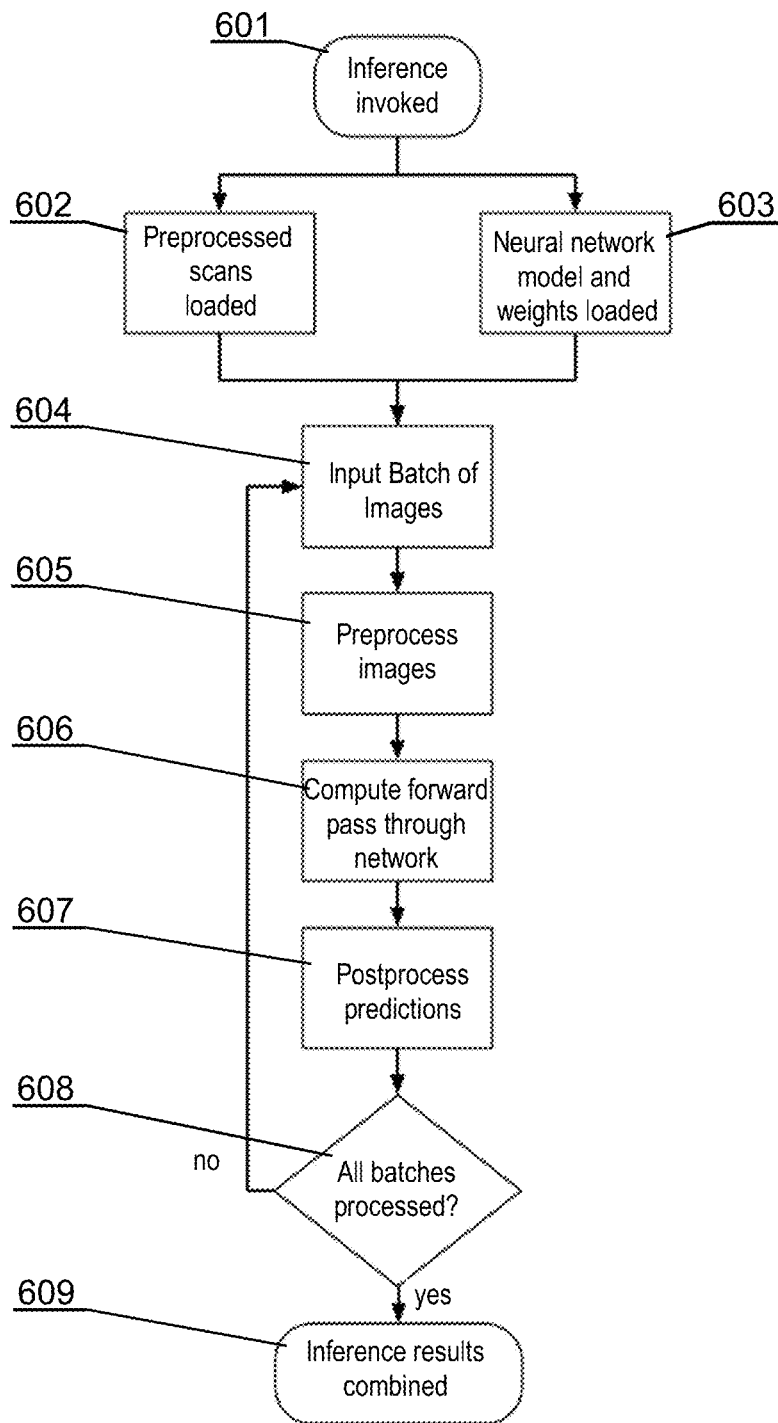 601
Inference
invoked
602
Preprocessed
scans
loaded
603
Neural network
model and
weights loaded
604
Input Batch of
Images
605
Preprocess
images
606
Compute forward
pass through
network
607
Postprocess
predictions
608
no
All batches
processed?
yes
609
Inference results
combined